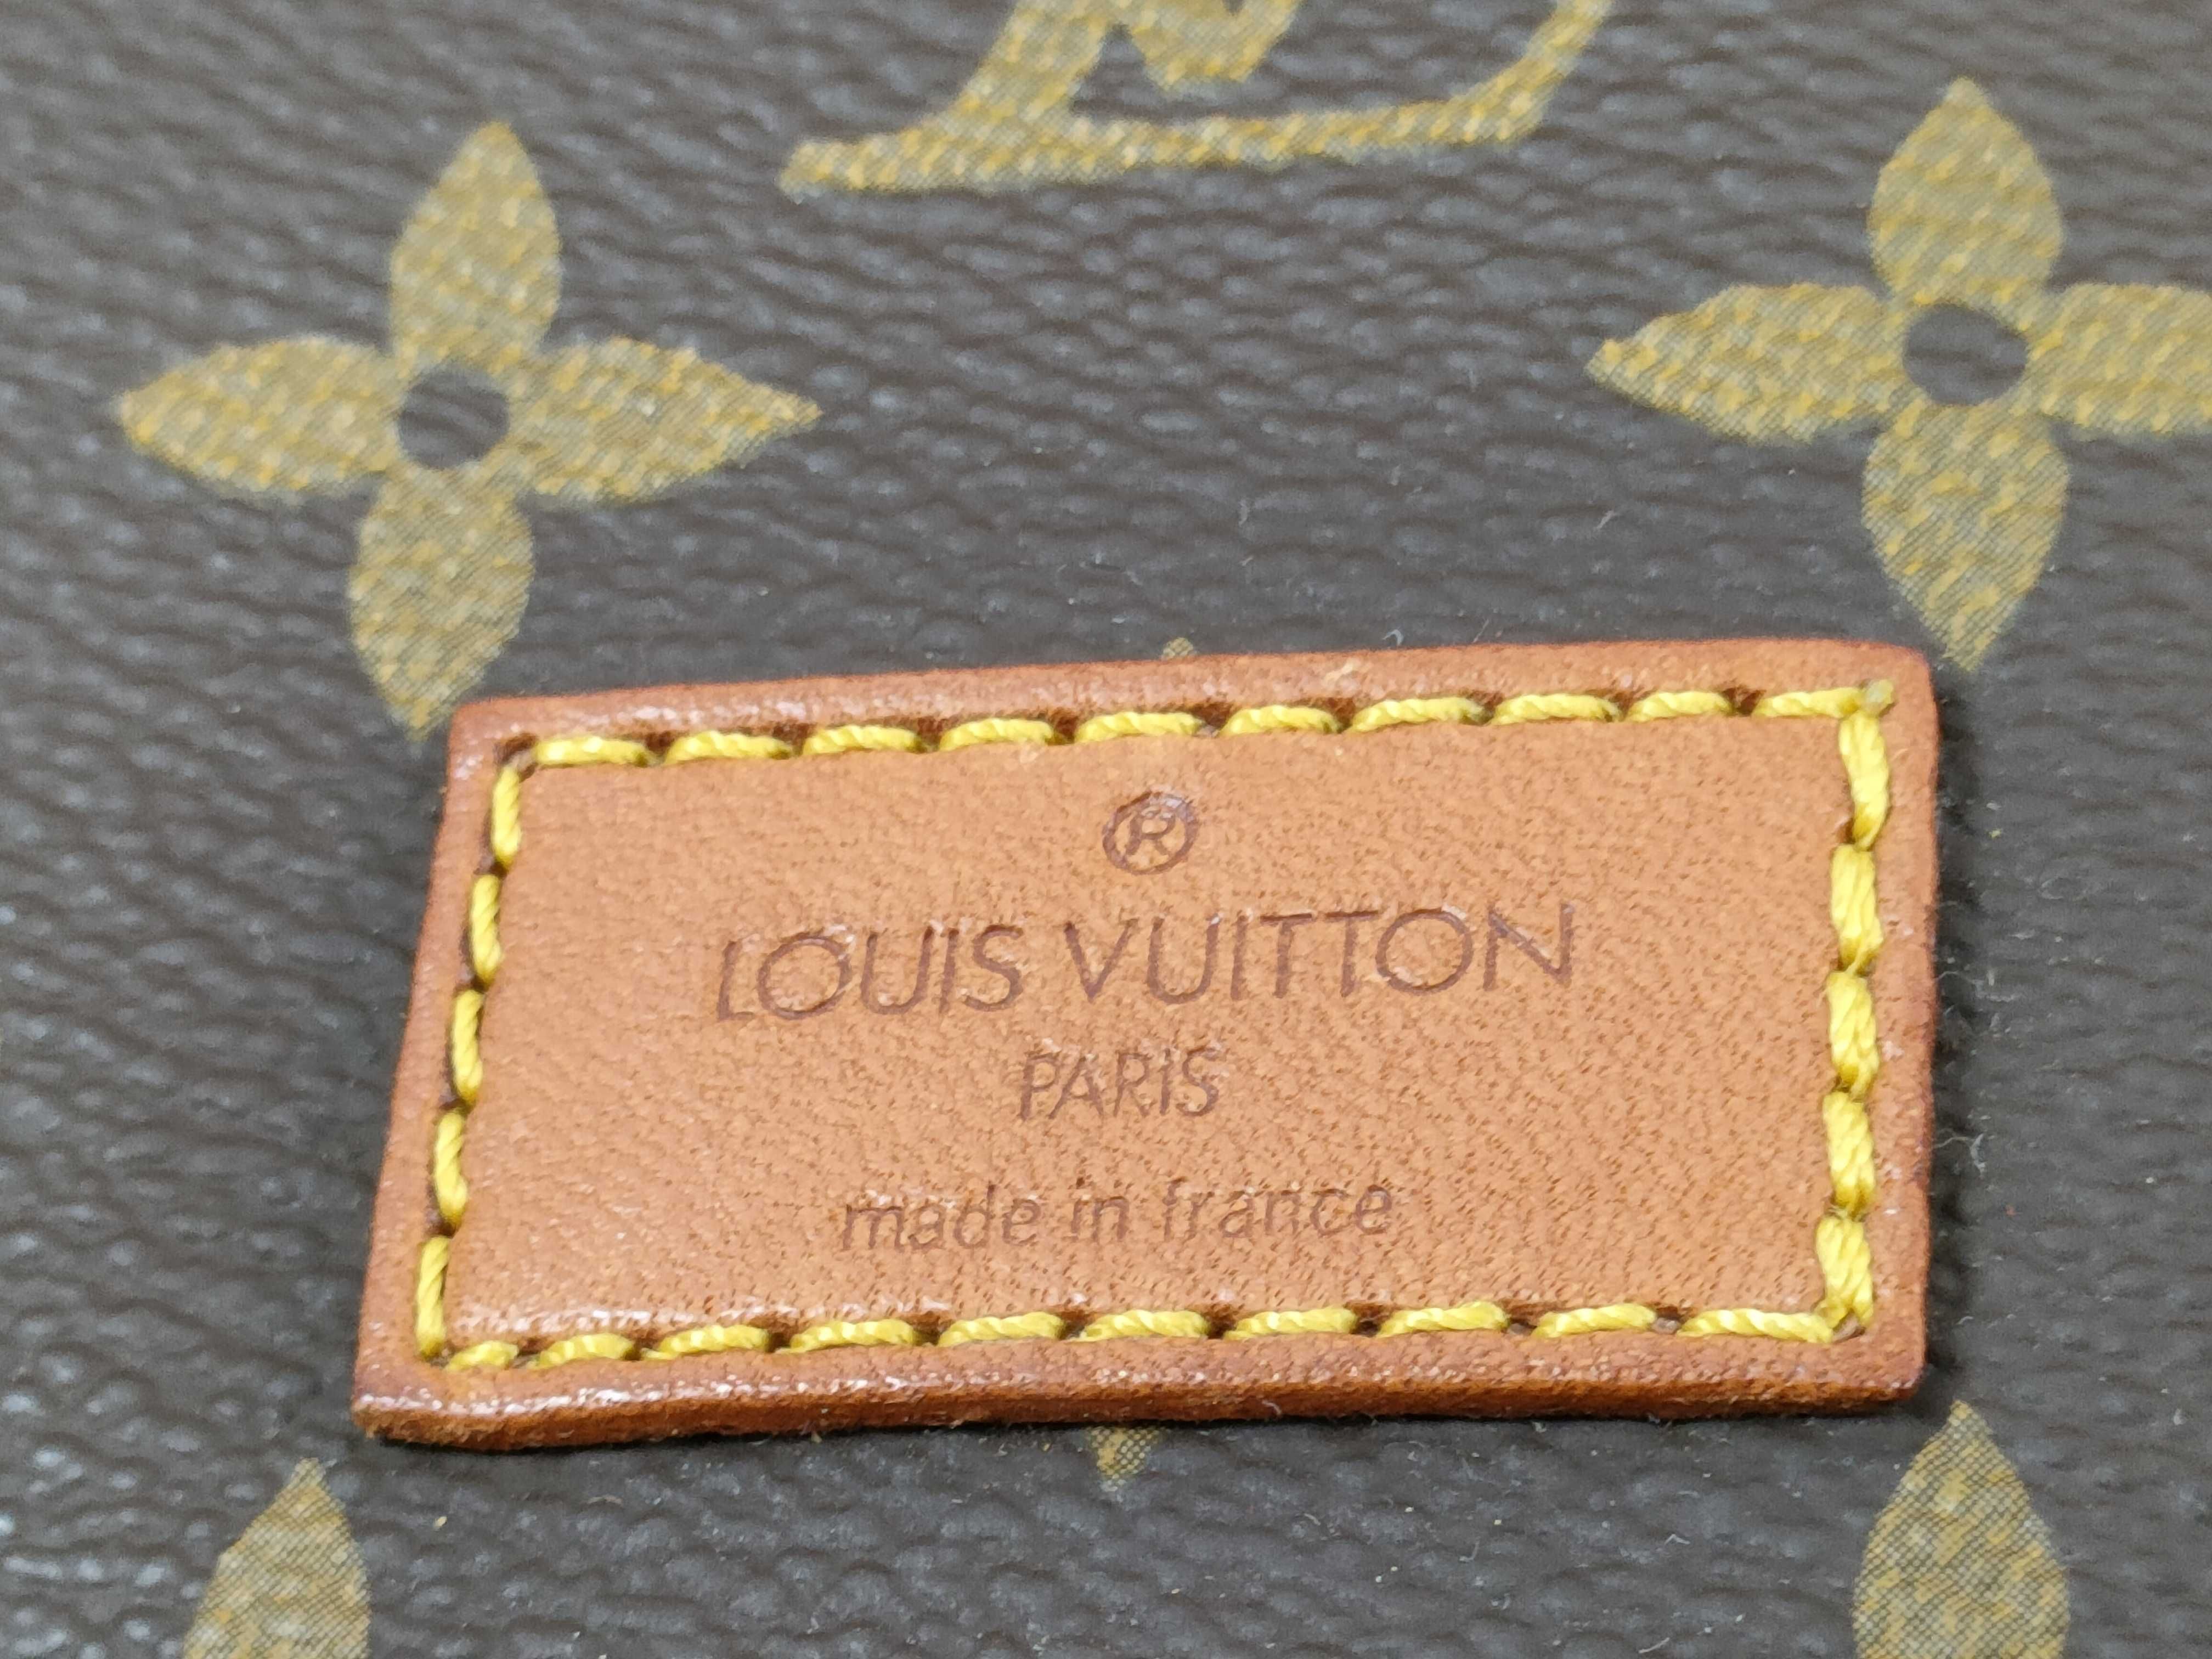 ®
LOUIS VUITTON
PARIS
made in france